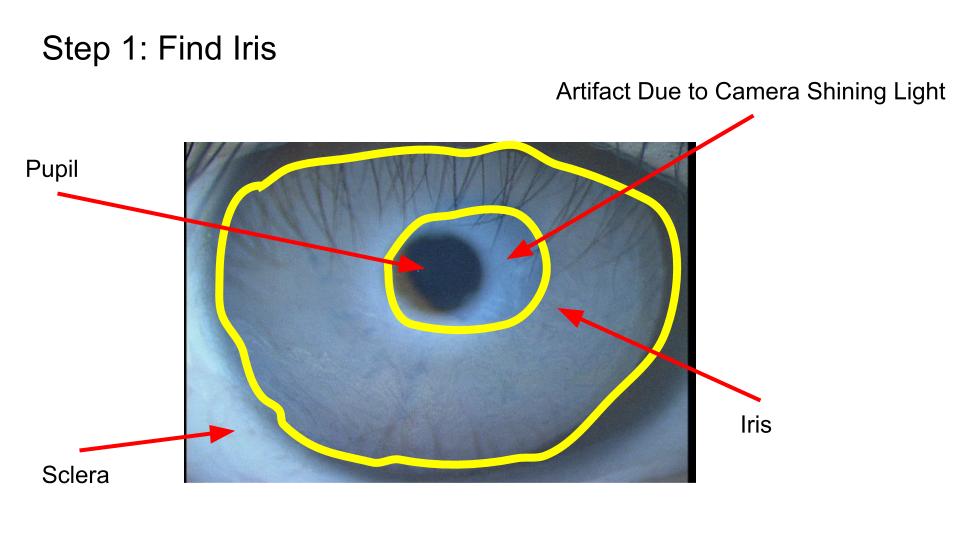 Step 1: Find Iris
Artifact Due to Camera Shining Light
Pupil
Iris
Sclera